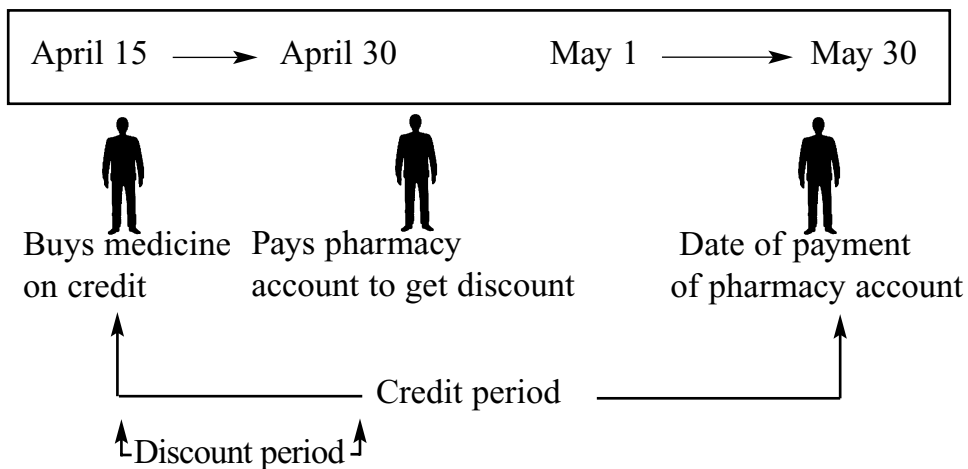 April 15 April 30 May 1 May 30
Buys medicine
on credit
Pays pharmacy
account to get discount
Date of payment
of pharmacy account
Credit period
Discount period